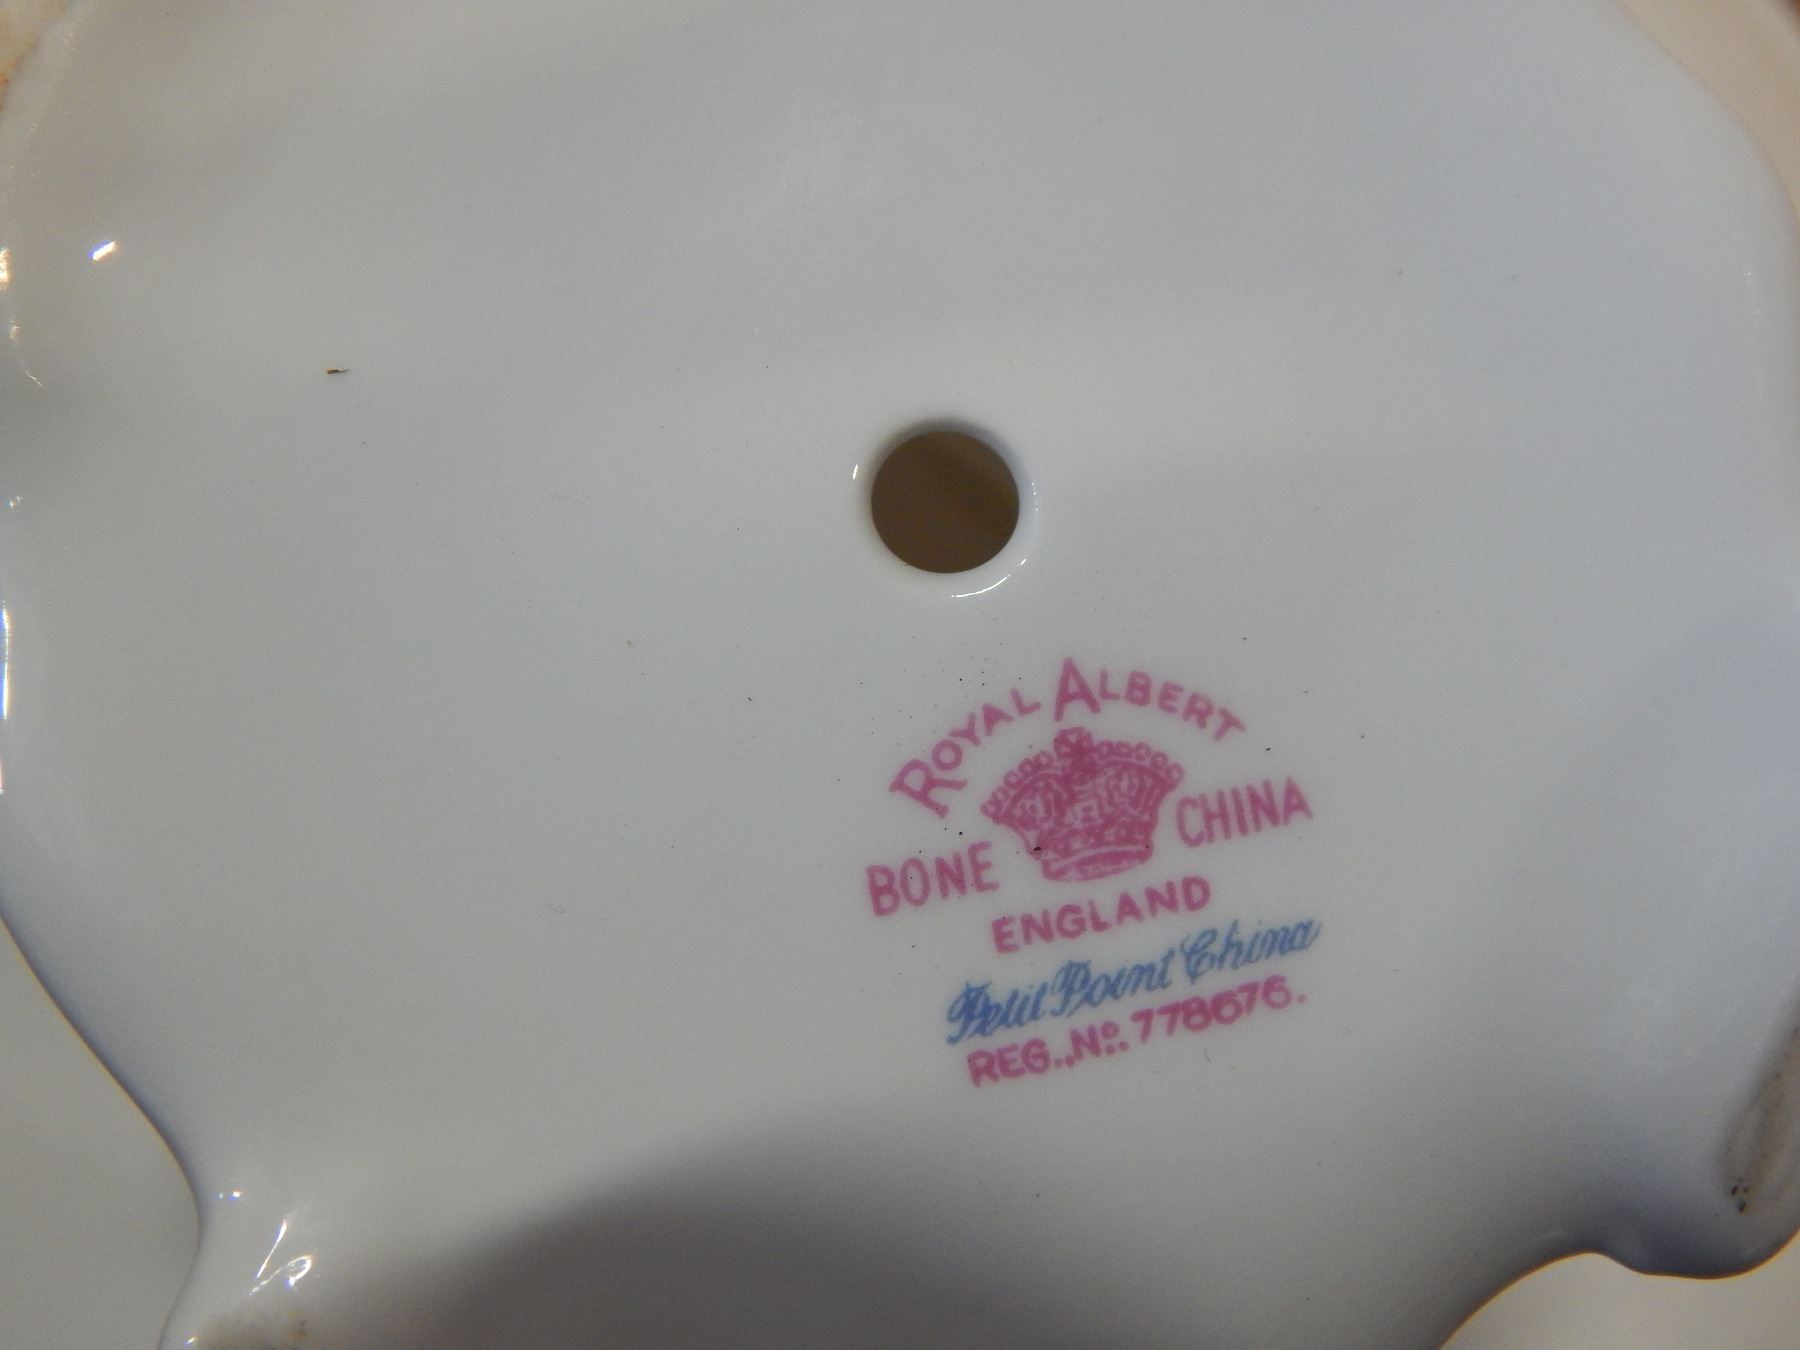 ROYAL ALBERT
BONE CHINA
ENGLAND
Petit Point China
REG., No. 778676.